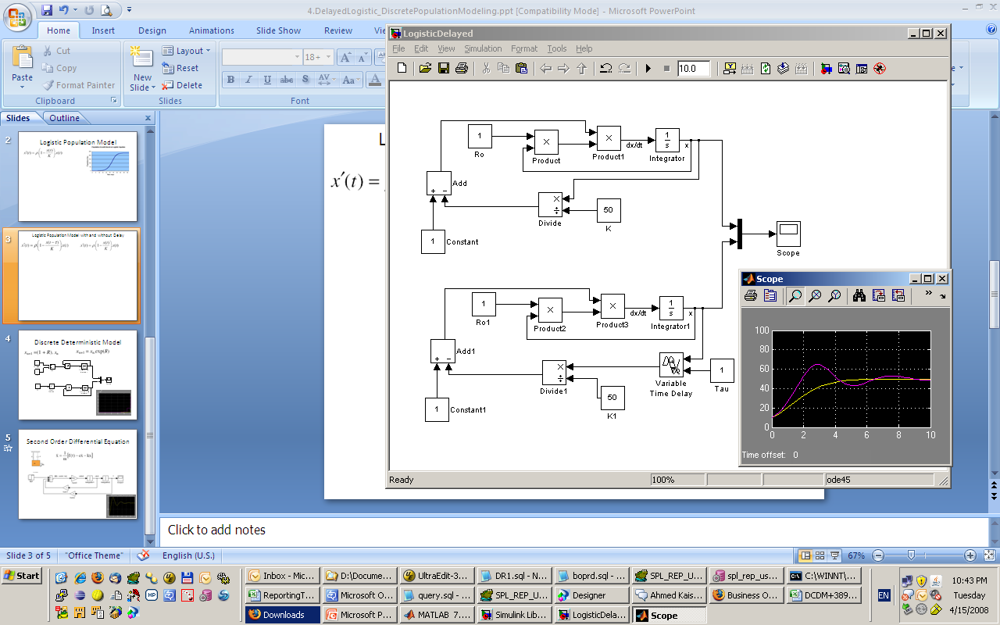 4.DelayedLogistic_DiscretePopulationModeling.ppt [Compatibility Mode] - Microsoft PowerPoint
Home Insert Design Animations Slide Show Review
Paste
Cut
Copy
Format Painter
Clipboard
New
Slide
Layout
Reset
Delete
Slides
18+
B I U abc S AV Aa A
Font
LogisticDelayed
File Edit View Simulation Format Tools Help
10.0
1
Ro
×
Product
×
Product1
dx/dt
1
s
x
Integrator
Add
+ −
×
÷
Divide
50
K
1
Constant
Scope
1
Ro1
×
Product2
×
Product3
dx/dt
1
s
x
Integrator1
Add1
+ −
×
÷
Divide1
50
K1
Variable
Time Delay
1
Tau
1
Constant1
Ready 100% ode45
Scope
100
80
60
40
20
0
0 2 4 6 8 10
Time offset: 0
Slides Outline x
2
Logistic Population Model
3
Logistic Population Model with and without Delay
4
Discrete Deterministic Model
5
Second Order Differential Equation
L
x′(t) =
Click to add notes
Slide 3 of 5 "Office Theme" English (U.S.) 67%
Start
Inbox - Mic... D:\Docume... UltraEdit-3... DR1.sql - N... boprd.sql - ... SPL_REP_U... spl_rep_us... C:\WINNT\...
ReportingT... Microsoft O... query.sql - ... SPL_REP_U... Designer Ahmed Kais... Business O... DCDM+389...
Downloads Microsoft P... MATLAB 7.... Simulink Lib... LogisticDela... Scope
HP
EN
10:43 PM
Tuesday
4/15/2008